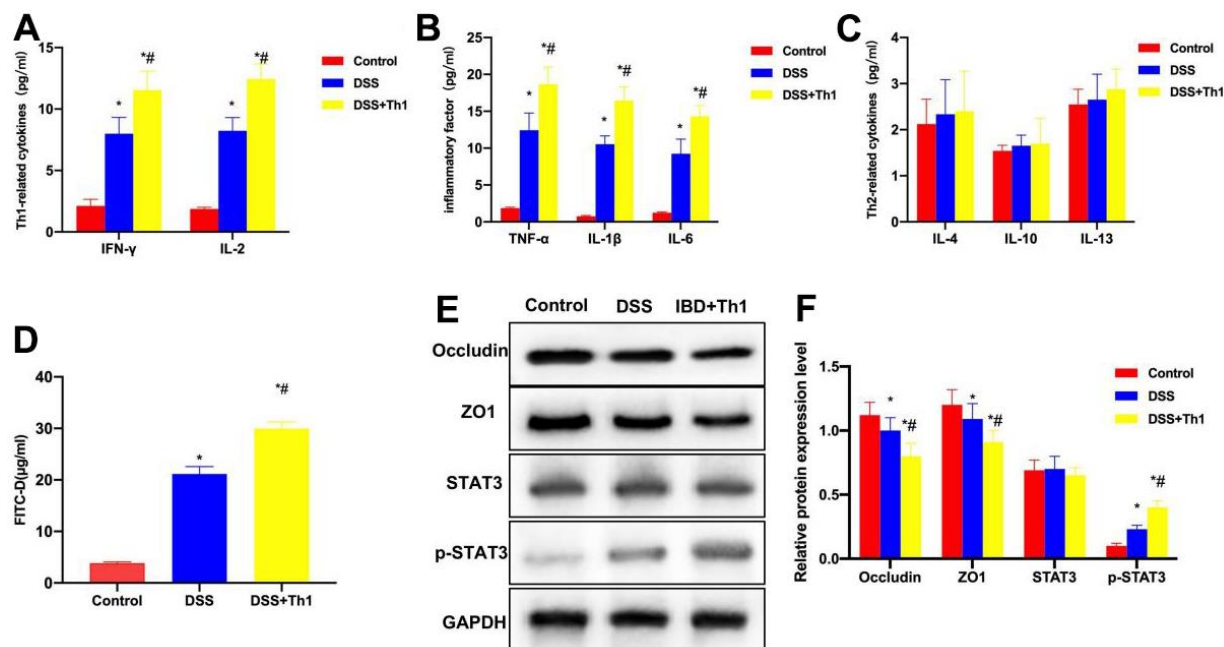 A
Th1-related cytokines (pg/ml)
15
10
5
0
*
*#
*
*#
IFN-γ
IL-2
Control
DSS
DSS+Th1
B
inflammatory factor (pg/ml)
25
20
15
10
5
0
*
*#
*
*#
*
*#
TNF-α
IL-1β
IL-6
Control
DSS
DSS+Th1
C
Th2-related cytokines (pg/ml)
4
3
2
1
0
IL-4
IL-10
IL-13
Control
DSS
DSS+Th1
D
FITC-D(μg/ml)
40
30
20
10
0
*
*#
Control
DSS
DSS+Th1
E
Control
DSS
IBD+Th1
Occludin
ZO1
STAT3
p-STAT3
GAPDH
F
Relative protein expression level
1.5
1.0
0.5
0.0
*
*#
*
*#
*
*#
Occludin
ZO1
STAT3
p-STAT3
Control
DSS
DSS+Th1